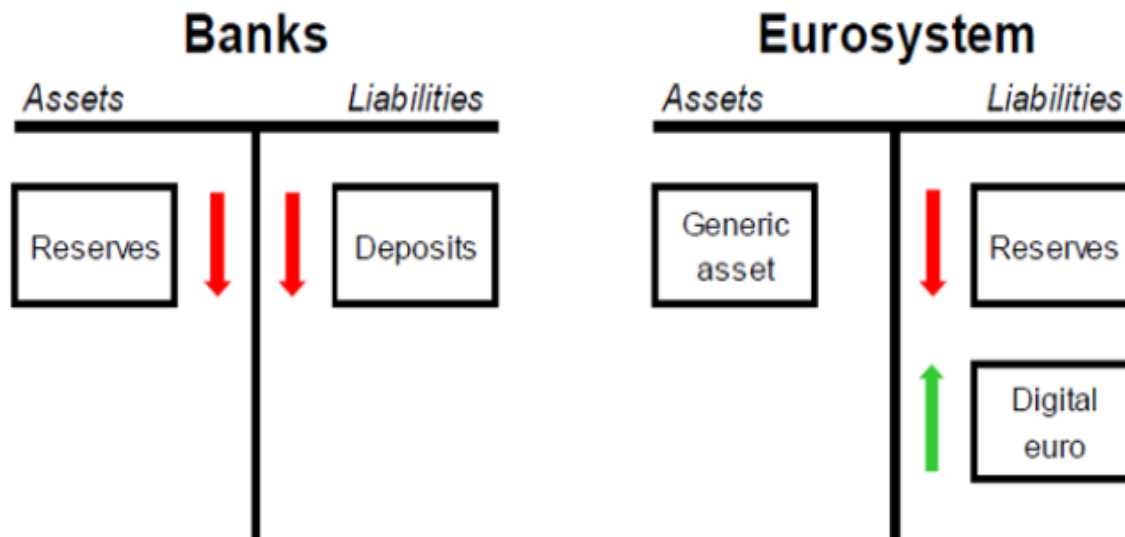 Banks
Eurosystem
Assets
Liabilities
Assets
Liabilities
Reserves
Deposits
Generic
asset
Reserves
Digital
euro